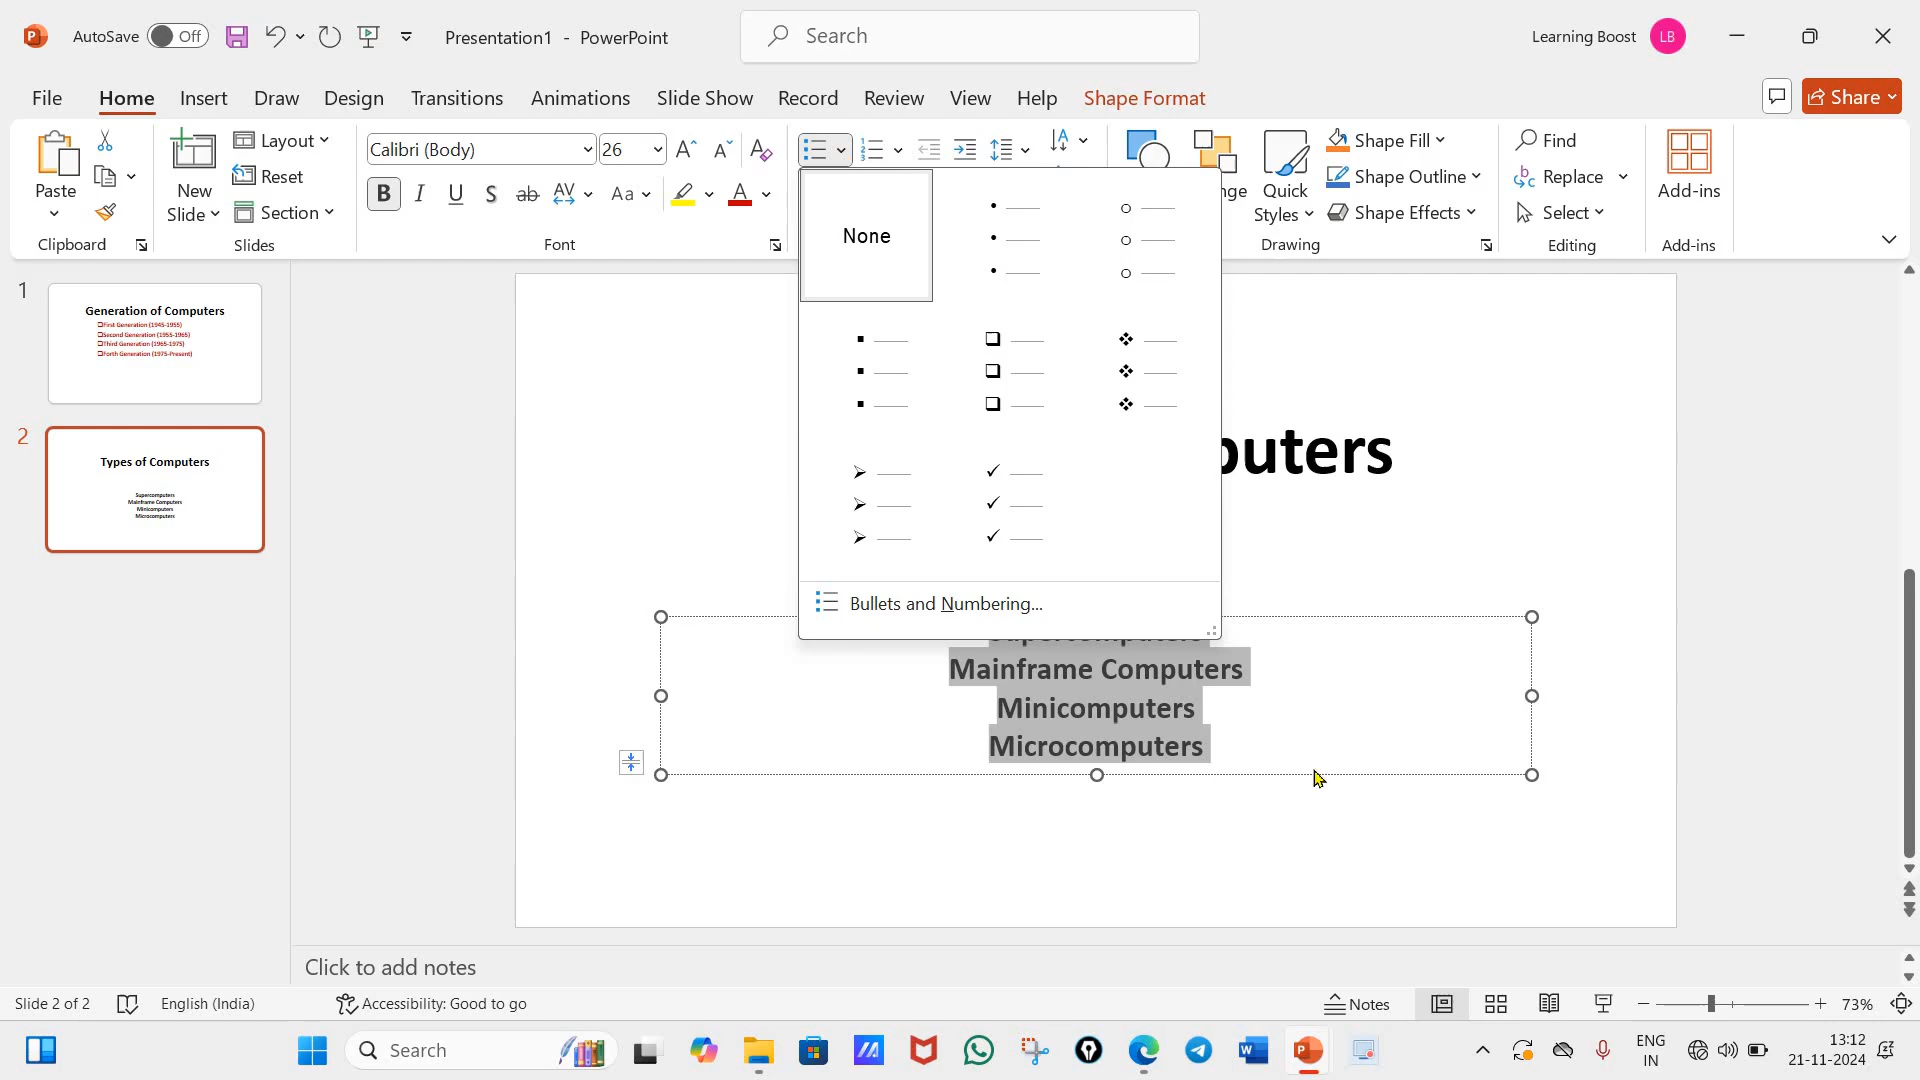 AutoSave Off Presentation1 - PowerPoint Search Learning Boost LB
File Home Insert Draw Design Transitions Animations Slide Show Record Review View Help Shape Format Share
Paste
Clipboard
New
Slide
Layout
Reset
Section
Slides
Calibri (Body) 26
B I U S ab AV Aa A
Font
Quick
Styles
Shape Fill
Shape Outline
Shape Effects
Drawing
Find
Replace
Select
Editing
Add-ins
Add-ins
None
Bullets and Numbering...
1
Generation of Computers
First Generation (1945-1955)
Second Generation (1955-1965)
Third Generation (1965-1975)
Forth Generation (1975-Present)
2
Types of Computers
Supercomputers
Mainframe Computers
Minicomputers
Microcomputers
puters
Supercomputers
Mainframe Computers
Minicomputers
Microcomputers
Click to add notes
Slide 2 of 2 English (India) Accessibility: Good to go Notes 73%
Search ENG
IN
13:12
21-11-2024